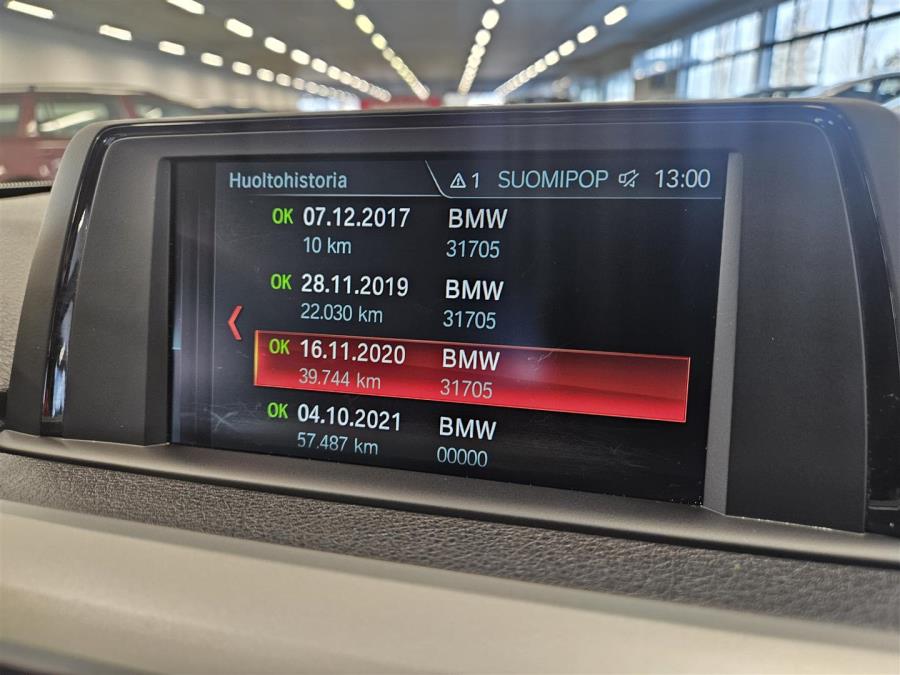 Huoltohistoria 1 SUOMIPOP 13:00
OK 07.12.2017 BMW
10 km 31705
OK 28.11.2019 BMW
22.030 km 31705
OK 16.11.2020 BMW
39.744 km 31705
OK 04.10.2021 BMW
57.487 km 00000